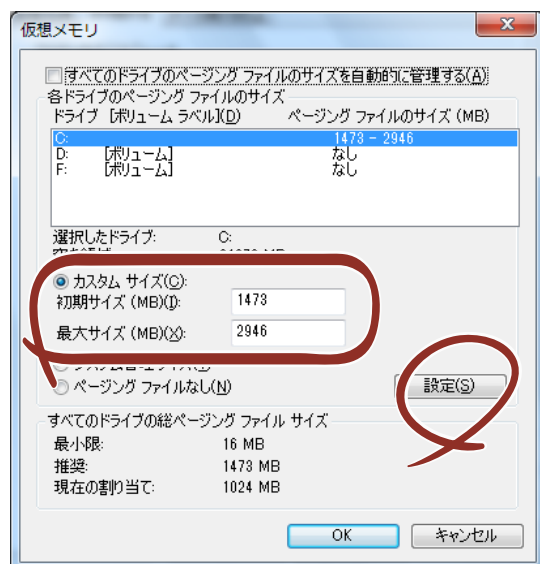 仮想メモリ
すべてのドライブのページング ファイルのサイズを自動的に管理する(A)
各ドライブのページング ファイルのサイズ
ドライブ [ボリューム ラベル](D) ページング ファイルのサイズ (MB)
C: 1473 - 2946
D: [ボリューム] なし
F: [ボリューム] なし
選択したドライブ: C:
カスタム サイズ(C):
初期サイズ (MB)(I): 1473
最大サイズ (MB)(X): 2946
ページング ファイルなし(N) 設定(S)
すべてのドライブの総ページング ファイル サイズ
最小限: 16 MB
推奨: 1473 MB
現在の割り当て: 1024 MB
OK キャンセル